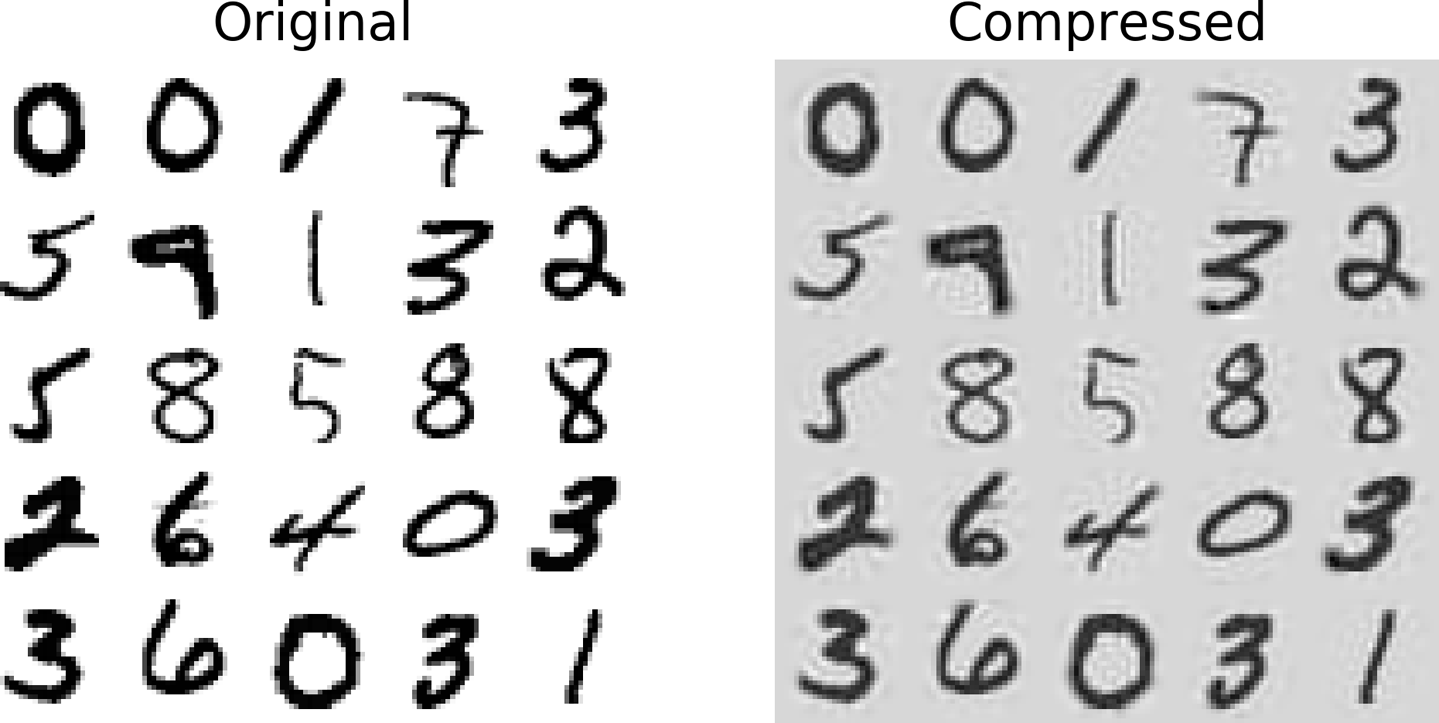 Original Compressed
0 0 1 7 3 0 0 1 7 3
5 9 1 3 2 5 9 1 3 2
5 8 5 8 8 5 8 5 8 8
2 6 4 0 3 2 6 4 0 3
3 6 0 3 1 3 6 0 3 1